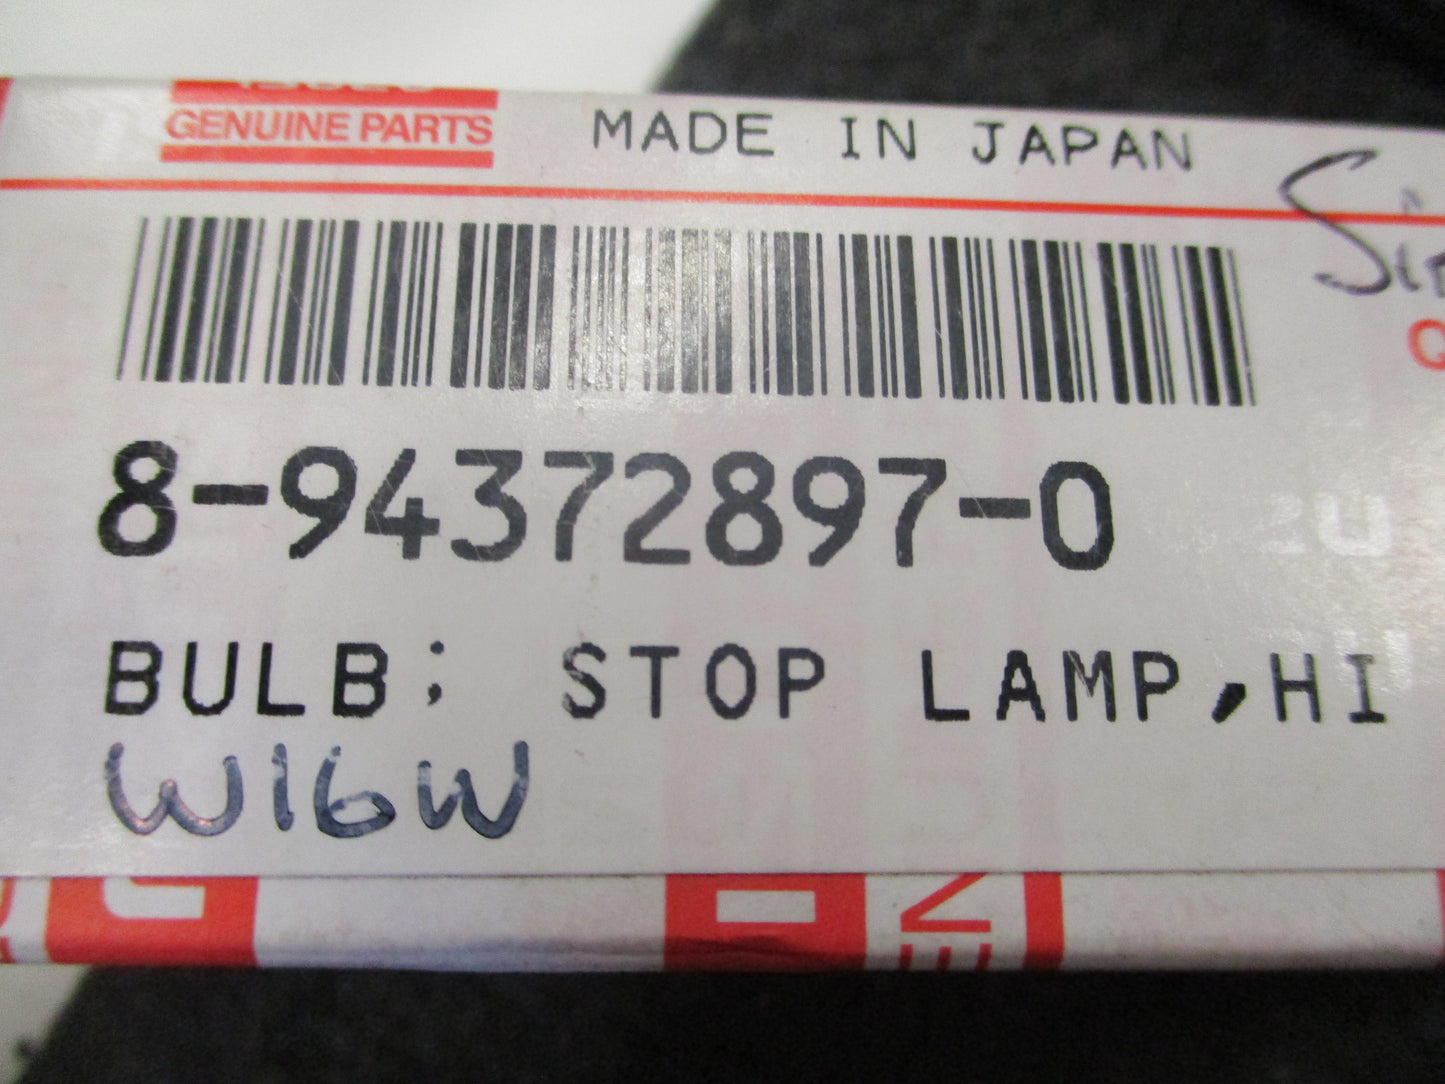 GENUINE PARTS
MADE IN JAPAN
8-94372897-0
BULB; STOP LAMP,HI
W16W